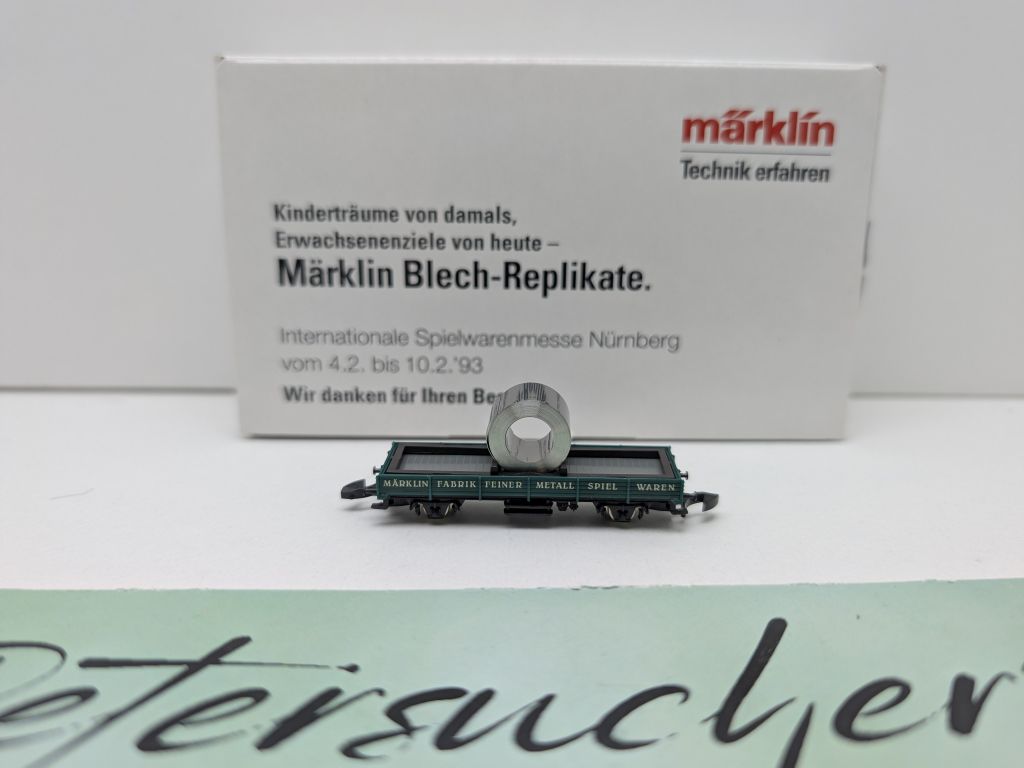 märklin
Technik erfahren
Kinderträume von damals,
Erwachsenenziele von heute –
Märklin Blech-Replikate.
Internationale Spielwarenmesse Nürnberg
vom 4.2. bis 10.2.'93
Wir danken für Ihren
MÄRKLIN FABRIK FEINER METALL SPIEL WAREN
Petersucher